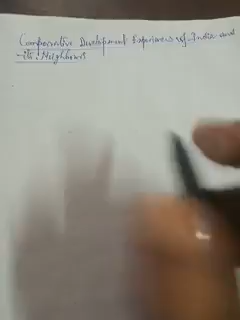 Comparative Development Experiences of India and
its Neighbours